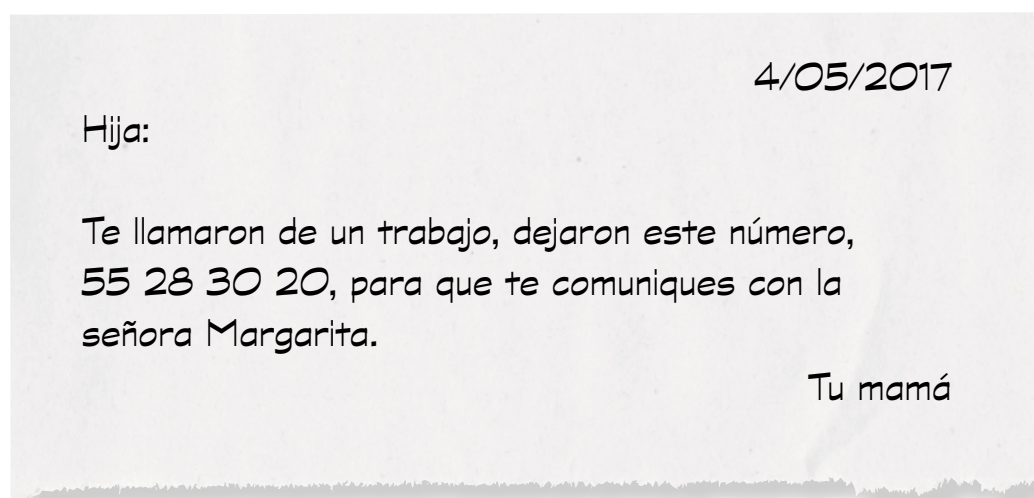 4/05/2017
Hija:
Te llamaron de un trabajo, dejaron este número,
55 28 30 20, para que te comuniques con la
señora Margarita.
Tu mamá